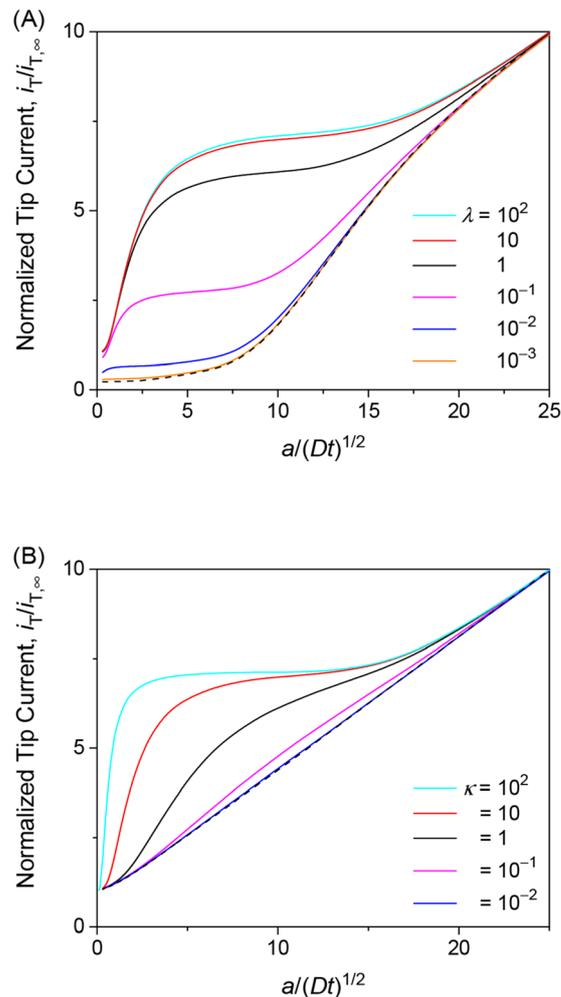 (A)
10
5
0
Normalized Tip Current, iT/iT,∞
λ = 10²
10
1
10⁻¹
10⁻²
10⁻³
0 5 10 15 20 25
a/(Dt)¹/²
(B)
10
5
0
Normalized Tip Current, iT/iT,∞
κ = 10²
= 10
= 1
= 10⁻¹
= 10⁻²
0 10 20
a/(Dt)¹/²